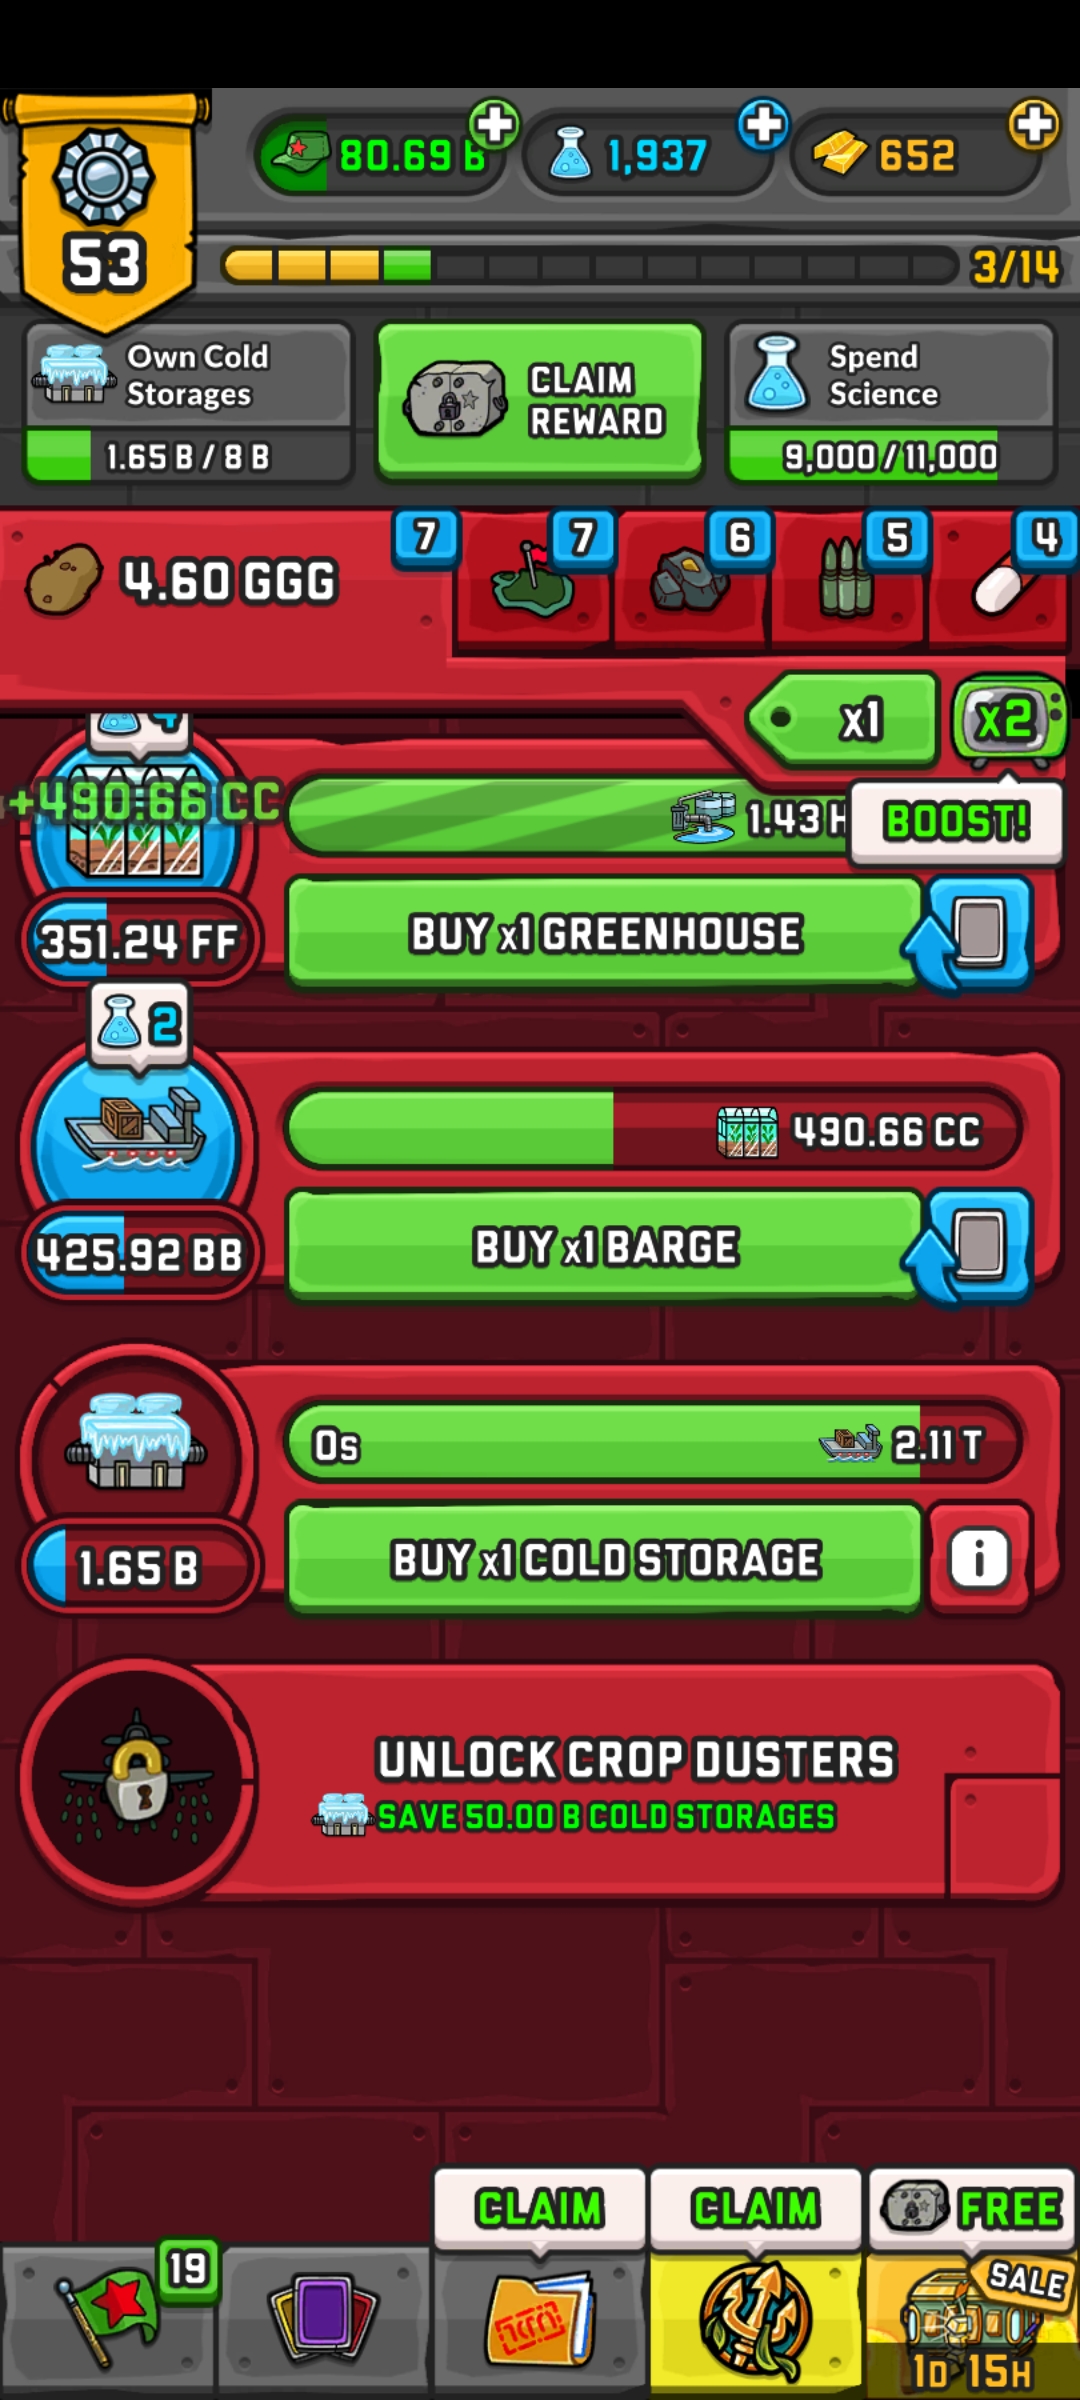 80.69 B
1,937
652
53
3/14
Own Cold
Storages
1.65 B / 8 B
CLAIM
REWARD
Spend
Science
9,000 / 11,000
4.60 GGG
7
7
6
5
4
x1
x2
BOOST!
+490.66 CC
1.43 H
351.24 FF
BUY x1 GREENHOUSE
2
490.66 CC
425.92 BB
BUY x1 BARGE
0s
2.11 T
1.65 B
BUY x1 COLD STORAGE
i
UNLOCK CROP DUSTERS
SAVE 50.00 B COLD STORAGES
CLAIM
CLAIM
FREE
19
SALE
1D 15H